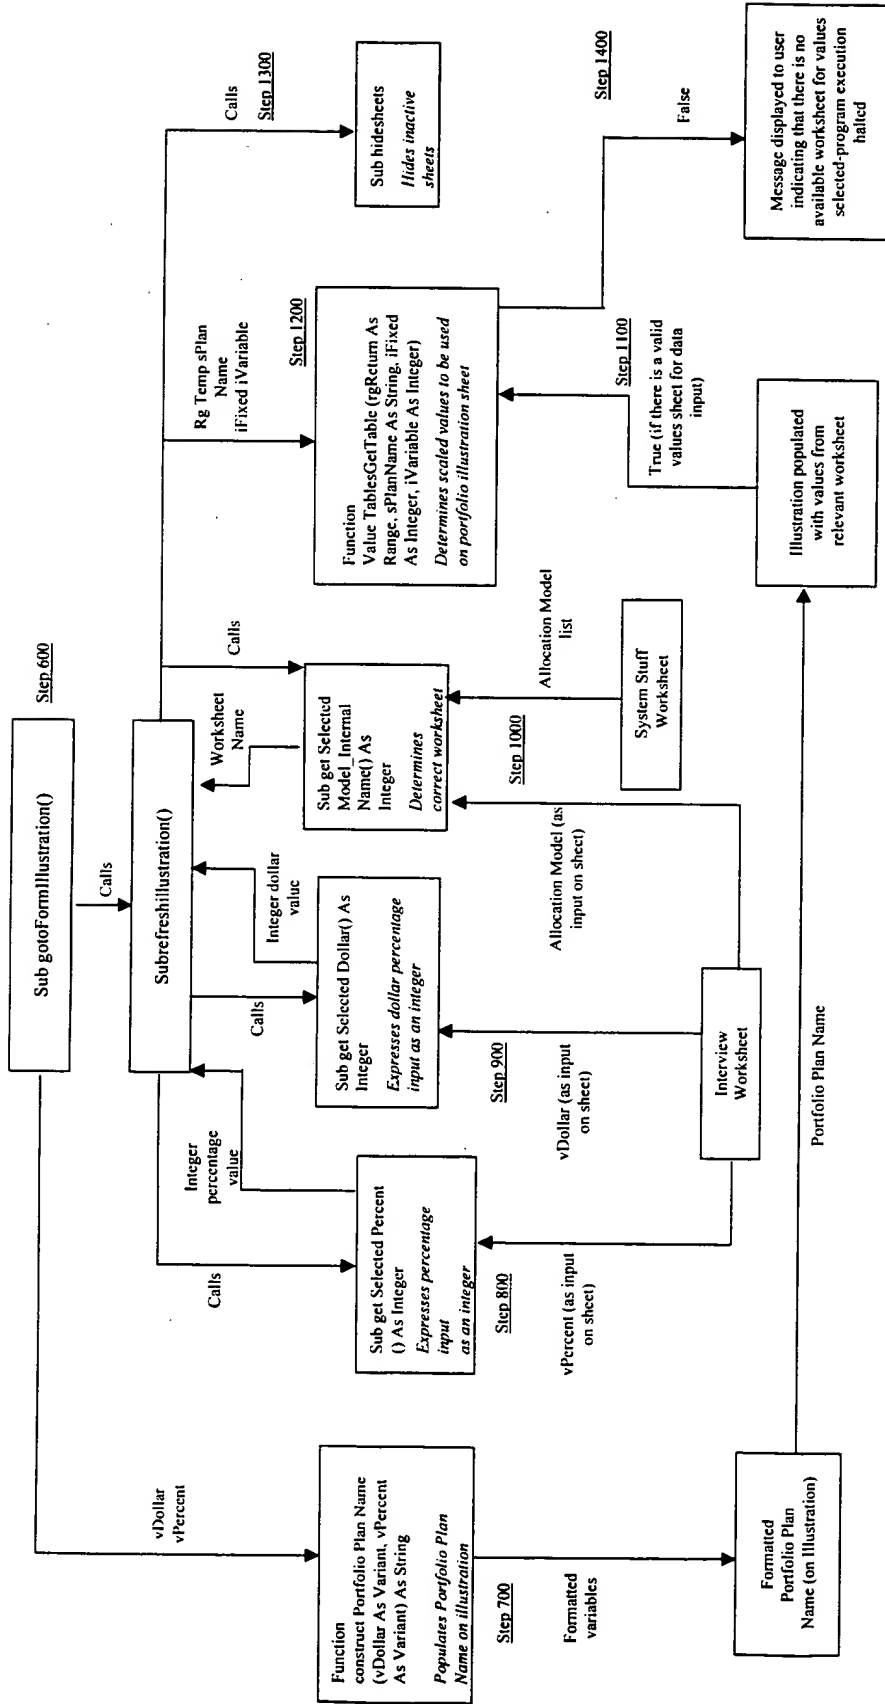 Sub gotoFormIllustration()
Step 600
Calls
Subrefreshillustration()
vDollar
vPercent
Calls
Integer
percentage
value
Calls
Integer dollar
value
Worksheet
Name
Calls
Rg Temp sPlan
Name
iFixed iVariable
Calls
Step 1300
Function
construct Portfolio Plan Name
(vDollar As Variant, vPercent
As Variant) As String
Populates Portfolio Plan
Name on illustration
Sub get Selected Percent
() As Integer
Expresses percentage
input
as an integer
Sub get Selected Dollar() As
Integer
Expresses dollar percentage
input as an integer
Sub get Selected
Model_Internal
Name() As
Integer
Determines
correct worksheet
Step 1200
Function
Value TablesGetTable (rgReturn As
Range, sPlanName As String, iFixed
As Integer, iVariable As Integer)
Determines scaled values to be used
on portfolio illustration sheet
Sub hidesheets
Hides inactive
sheets
Step 700
Formatted
variables
Step 800
vPercent (as input
on sheet)
Step 900
vDollar (as input
on sheet)
Allocation Model (as
input on sheet)
Step 1000
Allocation Model
list
System Stuff
Worksheet
Step 1100
True (if there is a valid
values sheet for data
input)
Step 1400
False
Interview
Worksheet
Formatted
Portfolio Plan
Name (on Illustration)
Portfolio Plan Name
Illustration populated
with values from
relevant worksheet
Message displayed to user
indicating that there is no
available worksheet for values
selected-program execution
halted